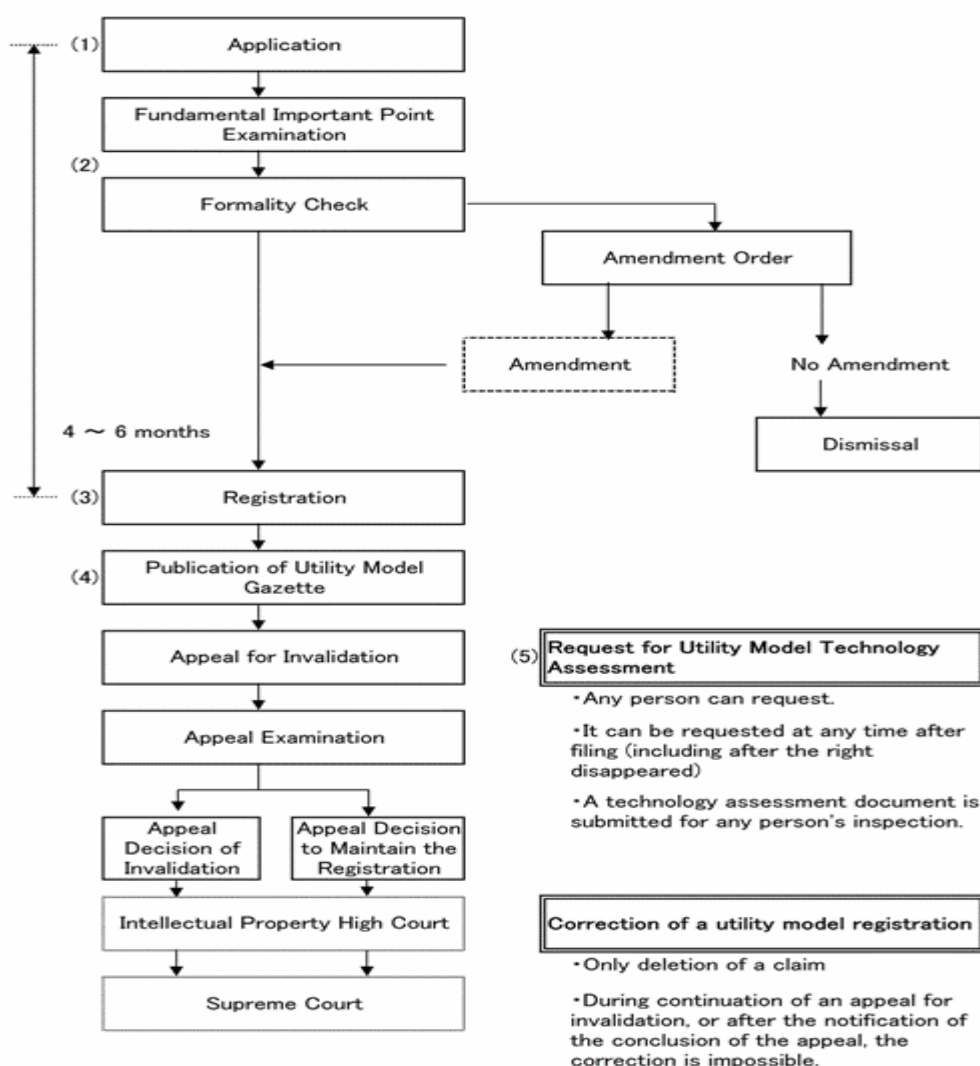 (1)
Application
Fundamental Important Point
Examination
(2)
Formality Check
Amendment Order
Amendment
No Amendment
4 ～ 6 months
Dismissal
(3)
Registration
(4)
Publication of Utility Model
Gazette
Appeal for Invalidation
Appeal Examination
Appeal
Decision of
Invalidation
Appeal Decision
to Maintain the
Registration
Intellectual Property High Court
Supreme Court
(5)
Request for Utility Model Technology
Assessment
・Any person can request.
・It can be requested at any time after
filing (including after the right
disappeared)
・A technology assessment document is
submitted for any person's inspection.
Correction of a utility model registration
・Only deletion of a claim
・During continuation of an appeal for
invalidation, or after the notification of
the conclusion of the appeal, the
correction is impossible.